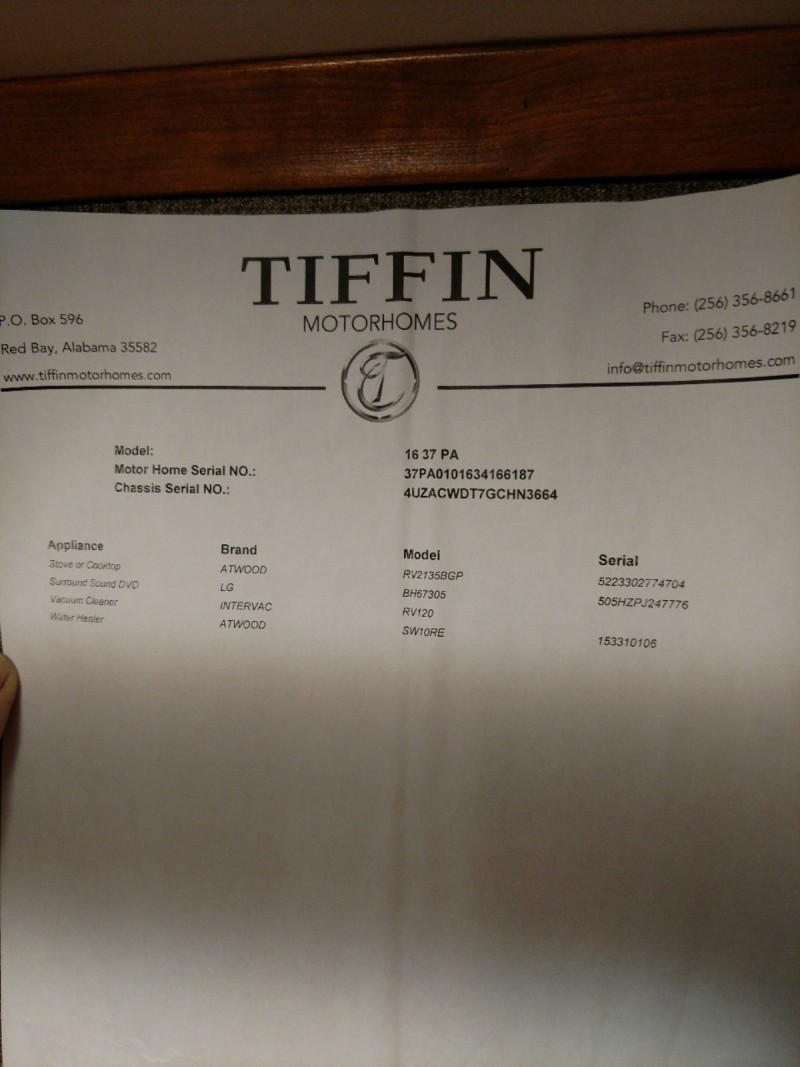 TIFFIN
MOTORHOMES
P.O. Box 596
Red Bay, Alabama 35582
www.tiffinmotorhomes.com
Phone: (256) 356-8661
Fax: (256) 356-8219
info@tiffinmotorhomes.com
T
Model: 16 37 PA
Motor Home Serial NO.: 37PA0101634166187
Chassis Serial NO.: 4UZACWDT7GCHN3664
Appliance Brand Model Serial
Stove or Cooktop ATWOOD RV2135BGP 5223302774704
Surround Sound DVD LG BH67305 505HZPJ247776
Vacuum Cleaner INTERVAC RV120
Water Heater ATWOOD SW10RE 153310106